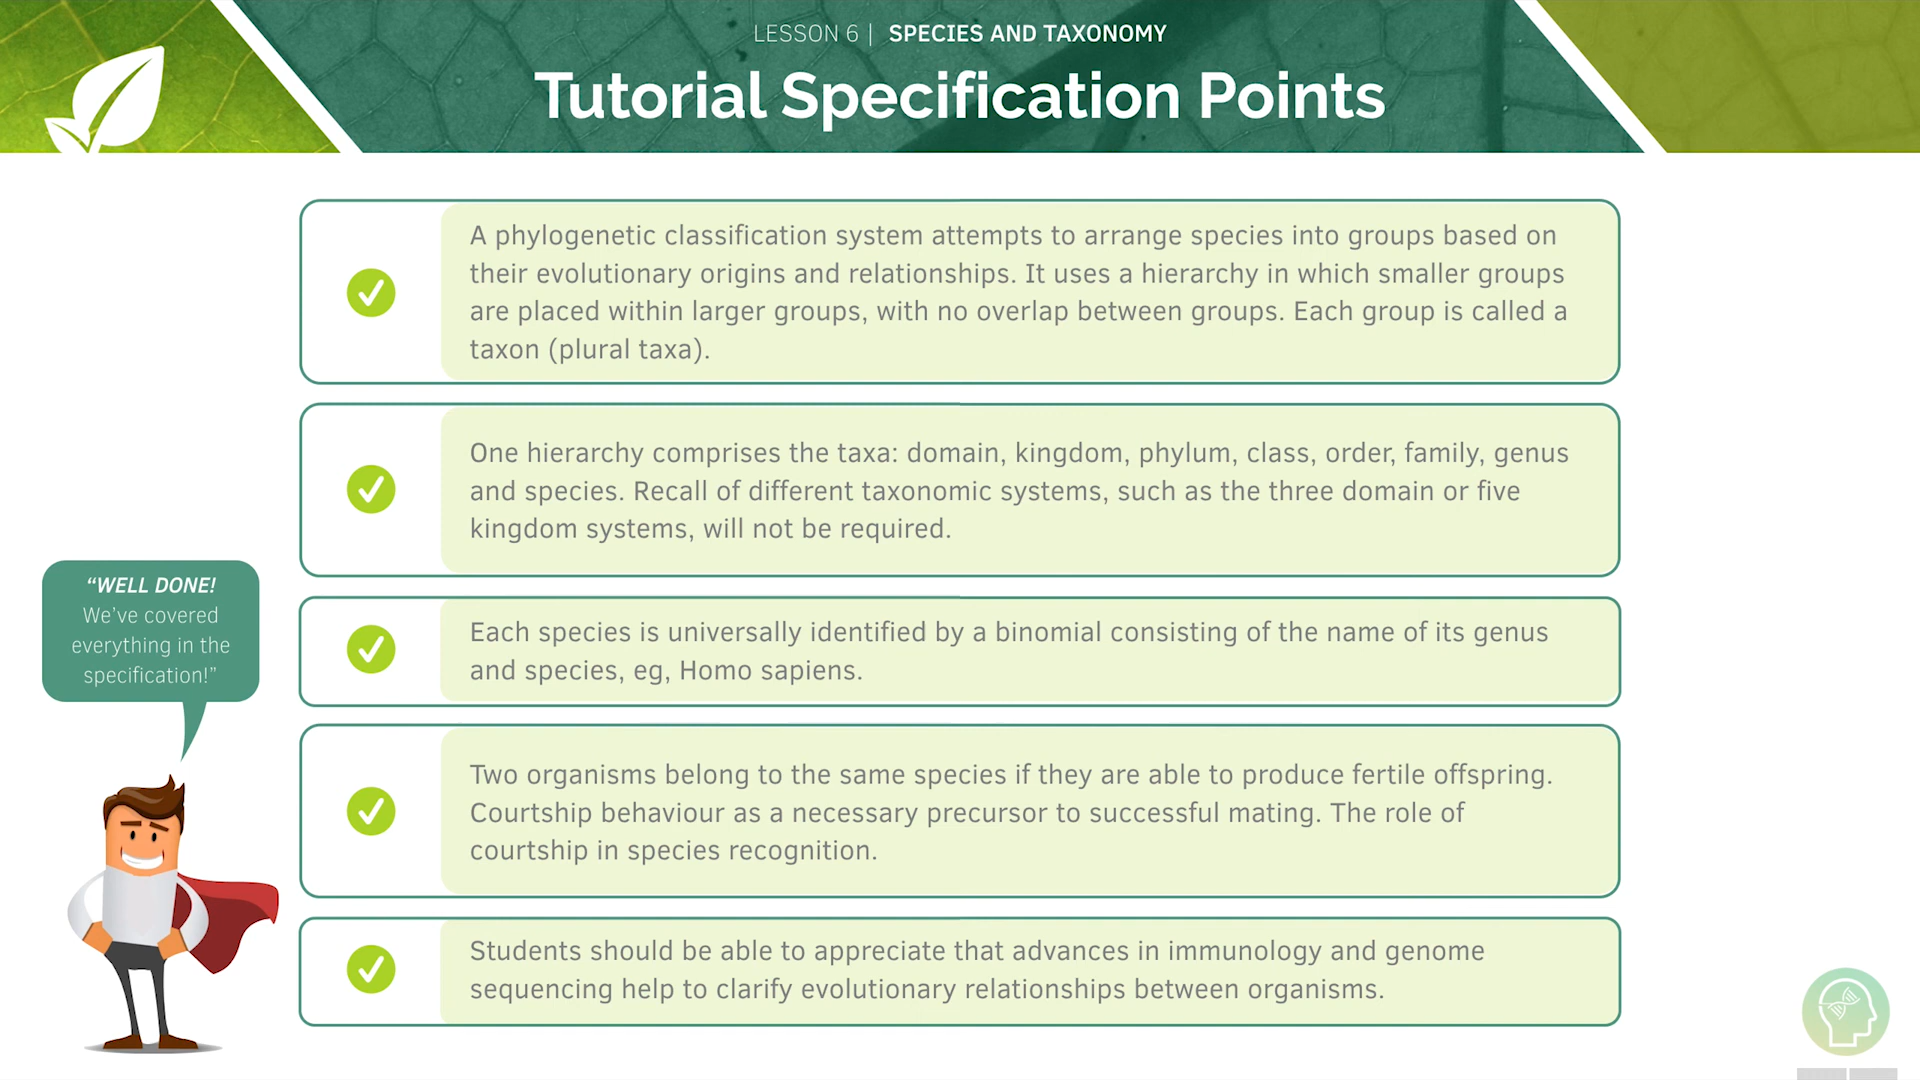 LESSON 6 | SPECIES AND TAXONOMY
Tutorial Specification Points
A phylogenetic classification system attempts to arrange species into groups based on
their evolutionary origins and relationships. It uses a hierarchy in which smaller groups
are placed within larger groups, with no overlap between groups. Each group is called a
taxon (plural taxa).
One hierarchy comprises the taxa: domain, kingdom, phylum, class, order, family, genus
and species. Recall of different taxonomic systems, such as the three domain or five
kingdom systems, will not be required.
Each species is universally identified by a binomial consisting of the name of its genus
and species, eg, Homo sapiens.
Two organisms belong to the same species if they are able to produce fertile offspring.
Courtship behaviour as a necessary precursor to successful mating. The role of
courtship in species recognition.
Students should be able to appreciate that advances in immunology and genome
sequencing help to clarify evolutionary relationships between organisms.
“WELL DONE!
We’ve covered
everything in the
specification!”